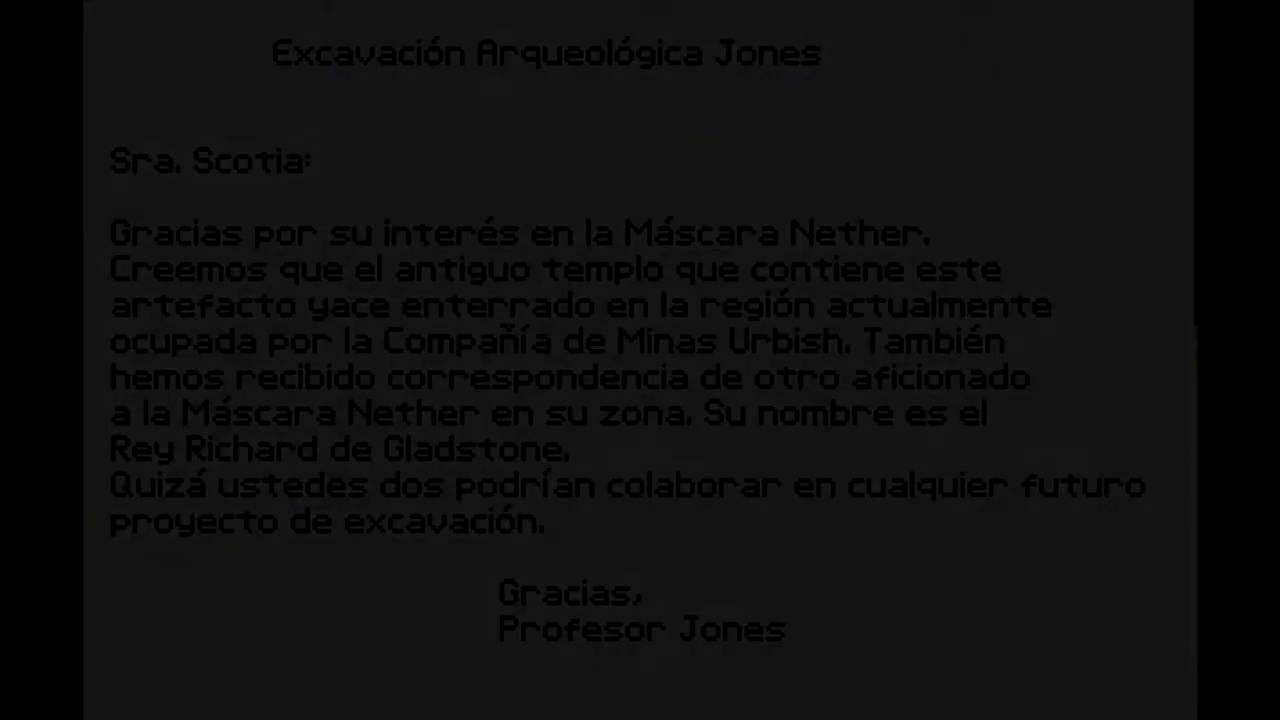 Excavación Arqueológica Jones
Sra. Scotia:
Gracias por su interés en la Máscara Nether.
Creemos que el antiguo templo que contiene este
artefacto yace enterrado en la región actualmente
ocupada por la Compañía de Minas Urbish. También
hemos recibido correspondencia de otro aficionado
a la Máscara Nether en su zona. Su nombre es el
Rey Richard de Gladstone.
Quizá ustedes dos podrían colaborar en cualquier futuro
proyecto de excavación.
Gracias,
Profesor Jones